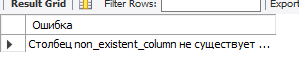 Result Grid Filter Rows: Export
Ошибка
Столбец non_existent_column не существует ...